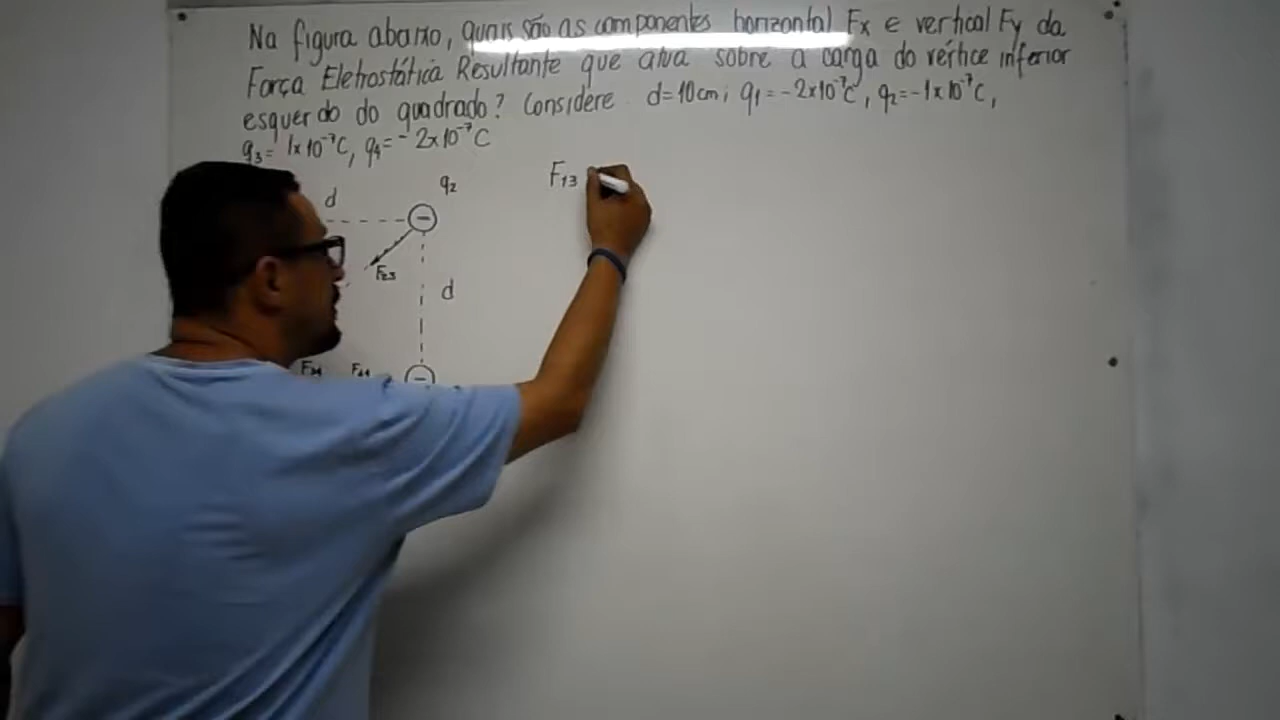 Na figura abaixo, quais são as componentes horizontal Fx e vertical Fy da
Força Eletrostática Resultante que atua sobre a carga do vértice inferior
esquerdo do quadrado? Considere d=10cm; q1=-2x10⁻⁷C, q2=-1x10⁻⁷C,
q3= 1x10⁻⁷C, q4=-2x10⁻⁷C
d q2 F13
-
F23
d
-